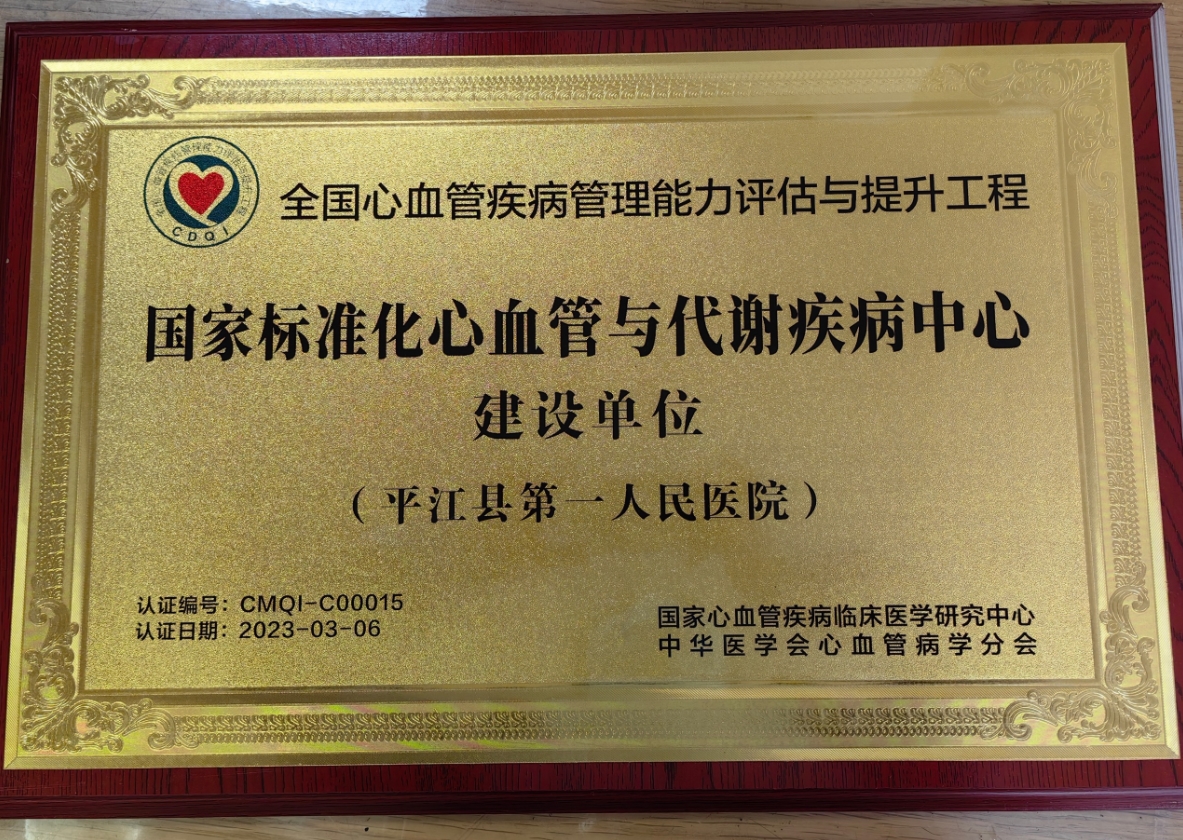 CDQI
全国心血管疾病管理能力评估与提升工程
国家标准化心血管与代谢疾病中心
建设单位
（平江县第一人民医院）
认证编号：CMQI-C00015
认证日期：2023-03-06
国家心血管疾病临床医学研究中心
中华医学会心血管病学分会